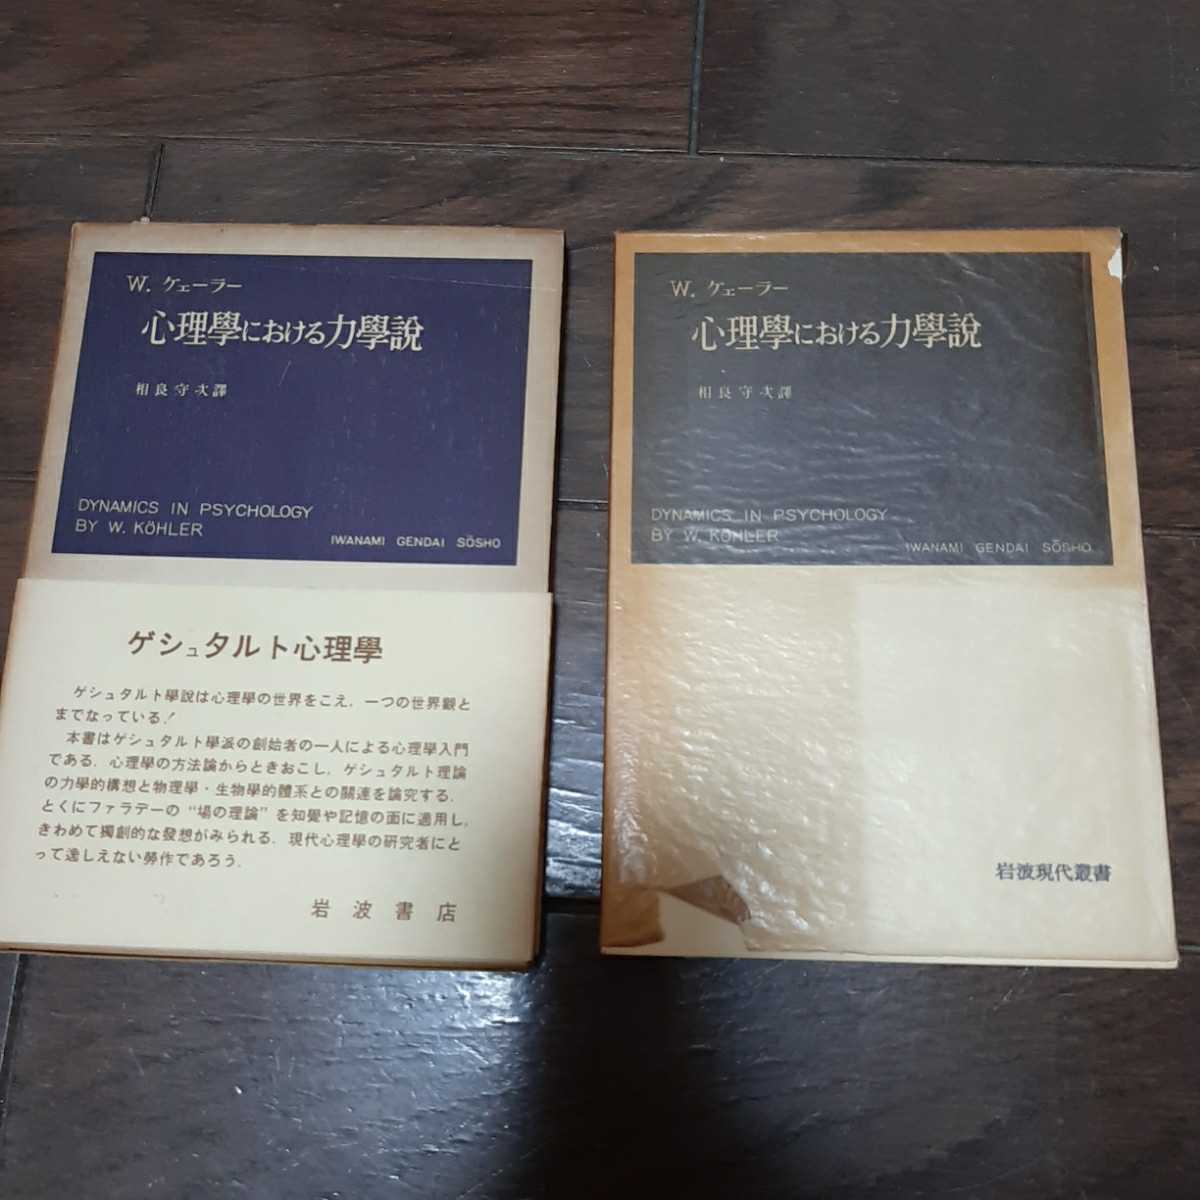 W. ケェーラー
心理學における力學說
相良守次譯
DYNAMICS IN PSYCHOLOGY
BY W. KÖHLER
IWANAMI GENDAI SŌSHO
ゲシュタルト心理學
ゲシュタルト學說は心理學の世界をこえ，一つの世界觀と
までなっている！
本書はゲシュタルト學派の創始者の一人による心理學入門
である．心理學の方法論からときおこし，ゲシュタルト理論
の力學的構想と物理學・生物學的體系との關連を論究する．
とくにファラデーの“場の理論”を知覺や記憶の面に適用し，
きわめて獨創的な發想がみられる．現代心理學の研究者にと
って逸しえない勞作であろう．
岩波書店
W. ケェーラー
心理學における力學說
相良守次譯
DYNAMICS IN PSYCHOLOGY
BY W. KÖHLER
IWANAMI GENDAI SŌSHO
岩波現代叢書